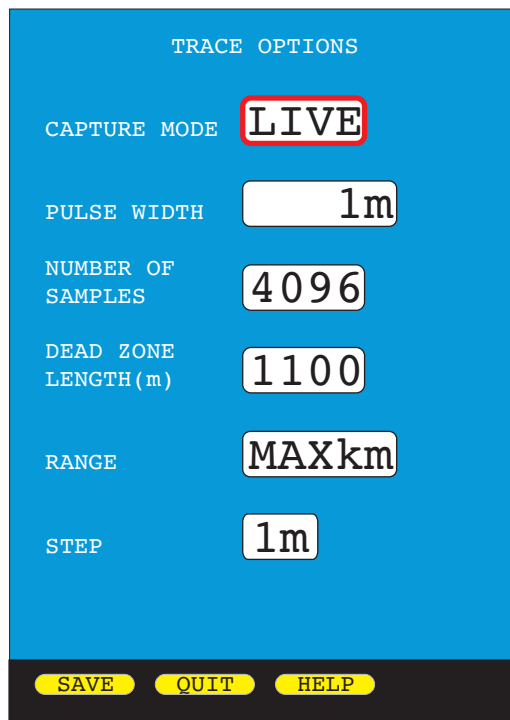 TRACE OPTIONS
CAPTURE MODE LIVE
PULSE WIDTH 1m
NUMBER OF
SAMPLES 4096
DEAD ZONE
LENGTH(m) 1100
RANGE MAXkm
STEP 1m
SAVE QUIT HELP